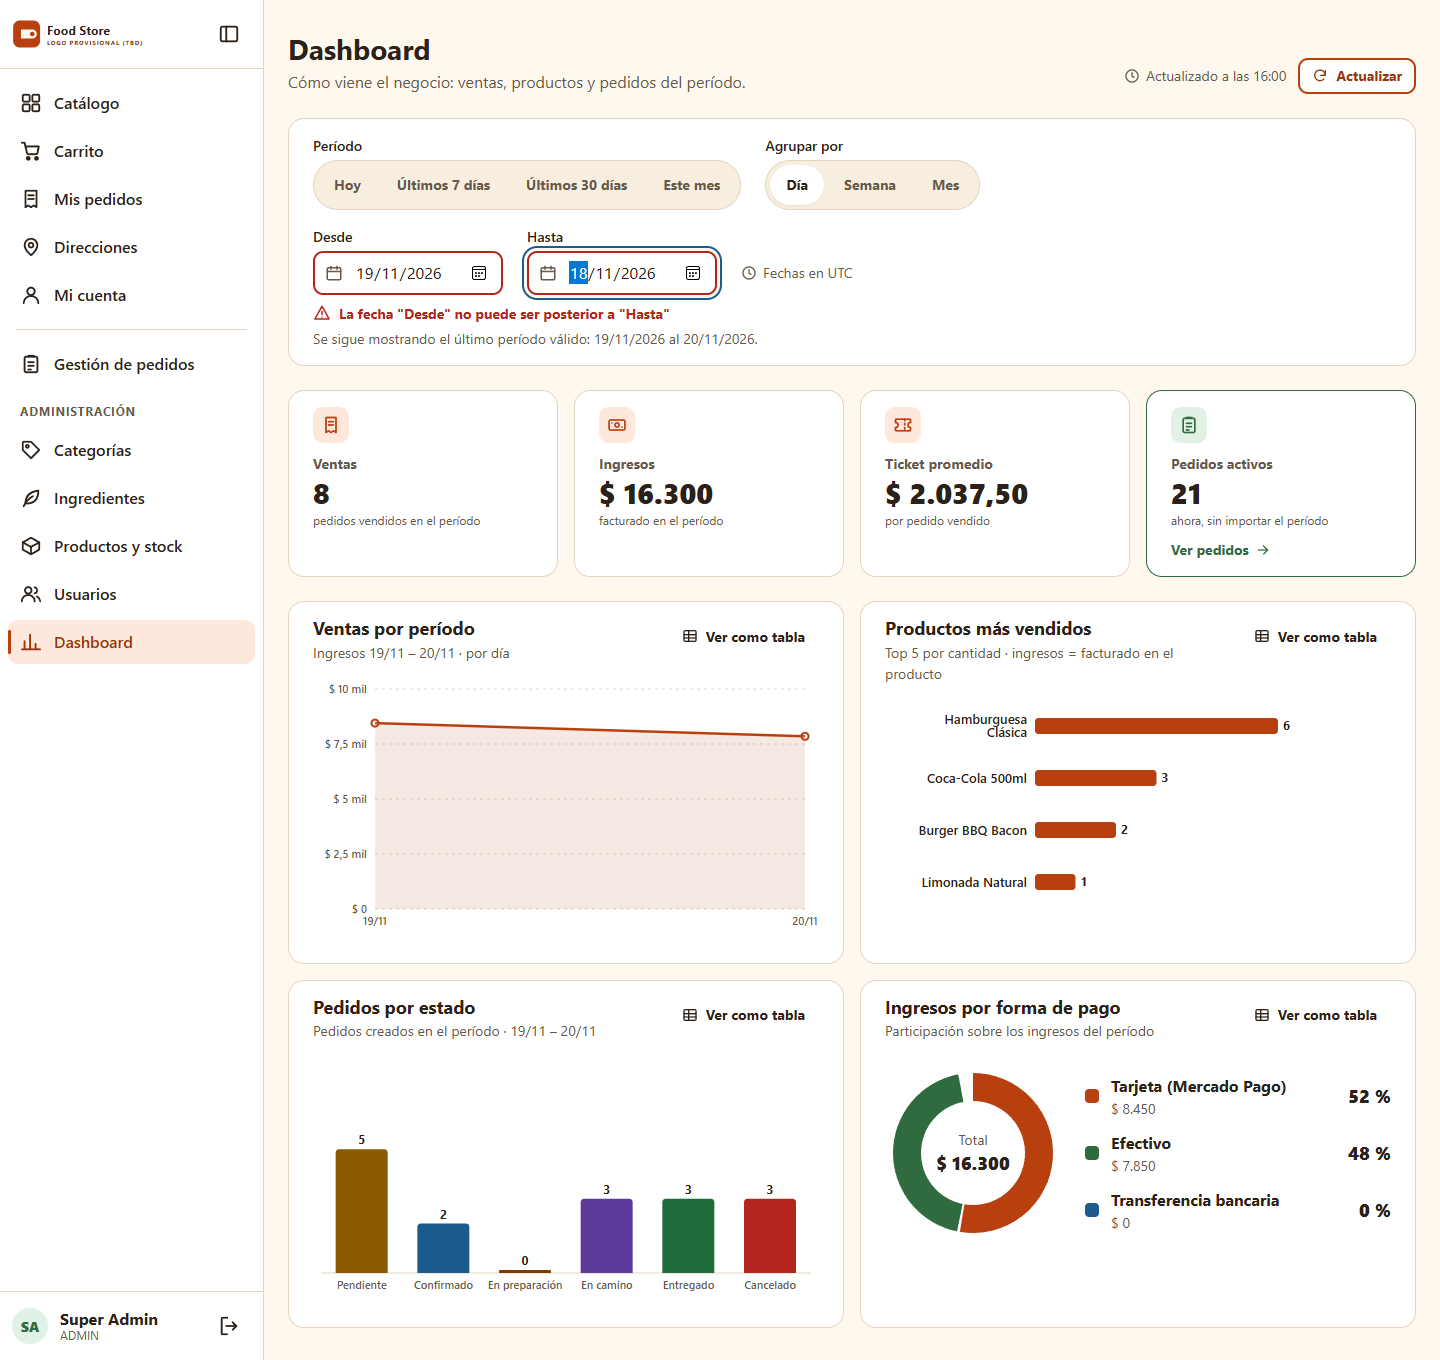 Food Store
LOGO PROVISIONAL (TBD)
Catálogo
Carrito
Mis pedidos
Direcciones
Mi cuenta
Gestión de pedidos
ADMINISTRACIÓN
Categorías
Ingredientes
Productos y stock
Usuarios
Dashboard
SA
Super Admin
ADMIN
Dashboard
Cómo viene el negocio: ventas, productos y pedidos del período.
Actualizado a las 16:00
Actualizar
Período
Hoy
Últimos 7 días
Últimos 30 días
Este mes
Agrupar por
Día
Semana
Mes
Desde
19/11/2026
Hasta
18/11/2026
Fechas en UTC
La fecha "Desde" no puede ser posterior a "Hasta"
Se sigue mostrando el último período válido: 19/11/2026 al 20/11/2026.
Ventas
8
pedidos vendidos en el período
Ingresos
$ 16.300
facturado en el período
Ticket promedio
$ 2.037,50
por pedido vendido
Pedidos activos
21
ahora, sin importar el período
Ver pedidos
Ventas por período
Ingresos 19/11 – 20/11 · por día
Ver como tabla
$ 10 mil
$ 7,5 mil
$ 5 mil
$ 2,5 mil
$ 0
19/11
20/11
Productos más vendidos
Top 5 por cantidad · ingresos = facturado en el
producto
Ver como tabla
Hamburguesa
Clásica
6
Coca-Cola 500ml
3
Burger BBQ Bacon
2
Limonada Natural
1
Pedidos por estado
Pedidos creados en el período · 19/11 – 20/11
Ver como tabla
5
2
0
3
3
3
Pendiente
Confirmado
En preparación
En camino
Entregado
Cancelado
Ingresos por forma de pago
Participación sobre los ingresos del período
Ver como tabla
Total
$ 16.300
Tarjeta (Mercado Pago)
$ 8.450
52 %
Efectivo
$ 7.850
48 %
Transferencia bancaria
$ 0
0 %